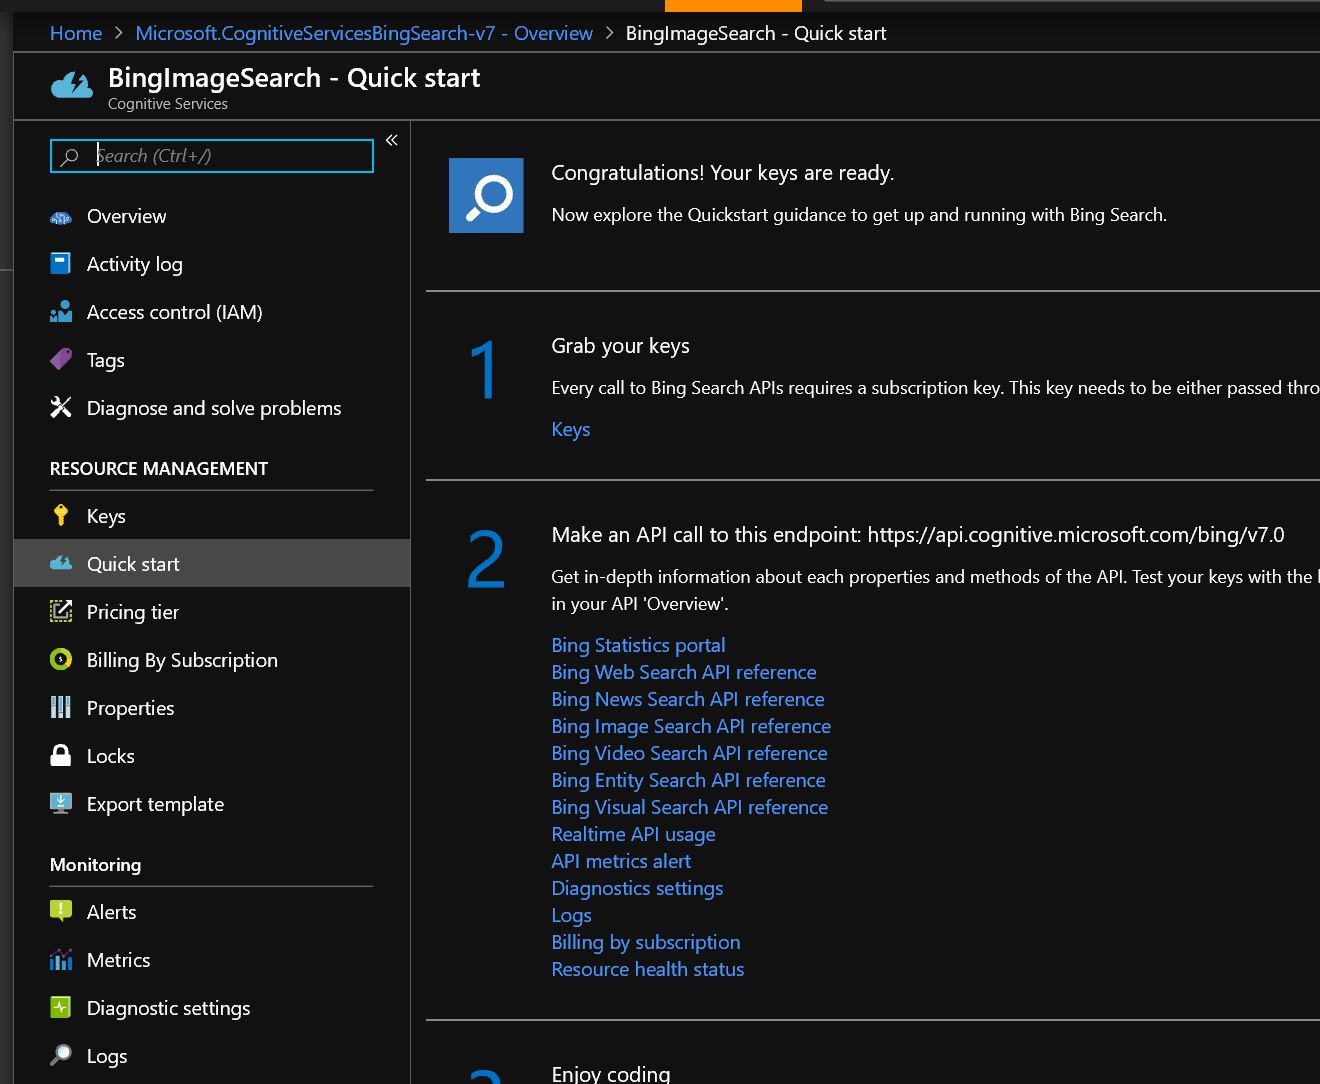 Home > Microsoft.CognitiveServicesBingSearch-v7 - Overview > BingImageSearch - Quick start
BingImageSearch - Quick start
Cognitive Services
Search (Ctrl+/)
«
Overview
Activity log
Access control (IAM)
Tags
Diagnose and solve problems
RESOURCE MANAGEMENT
Keys
Quick start
Pricing tier
Billing By Subscription
Properties
Locks
Export template
Monitoring
Alerts
Metrics
Diagnostic settings
Logs
Congratulations! Your keys are ready.
Now explore the Quickstart guidance to get up and running with Bing Search.
1
Grab your keys
Every call to Bing Search APIs requires a subscription key. This key needs to be either passed thro
Keys
2
Make an API call to this endpoint: https://api.cognitive.microsoft.com/bing/v7.0
Get in-depth information about each properties and methods of the API. Test your keys with the
in your API 'Overview'.
Bing Statistics portal
Bing Web Search API reference
Bing News Search API reference
Bing Image Search API reference
Bing Video Search API reference
Bing Entity Search API reference
Bing Visual Search API reference
Realtime API usage
API metrics alert
Diagnostics settings
Logs
Billing by subscription
Resource health status
Enjoy coding